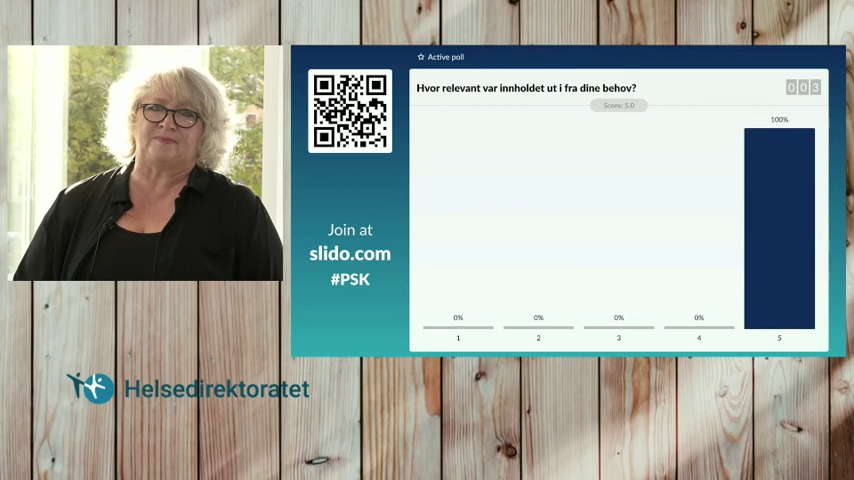 Active poll
Hvor relevant var innholdet ut i fra dine behov?
003
Score: 5.0
100%
Join at
slido.com
#PSK
0%
0%
0%
0%
1
2
3
4
5
Helsedirektoratet